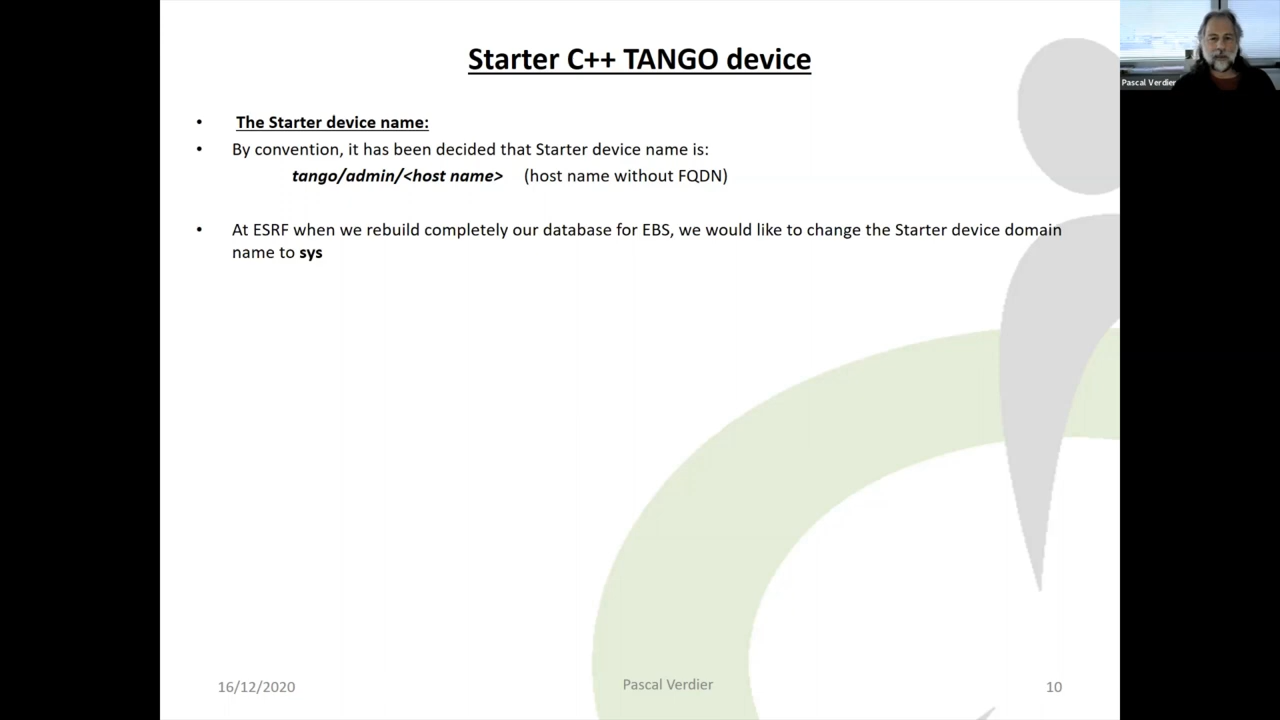 Starter C++ TANGO device
Pascal Verdier
• The Starter device name:
• By convention, it has been decided that Starter device name is:
tango/admin/<host name> (host name without FQDN)
• At ESRF when we rebuild completely our database for EBS, we would like to change the Starter device domain
name to sys
16/12/2020
Pascal Verdier
10